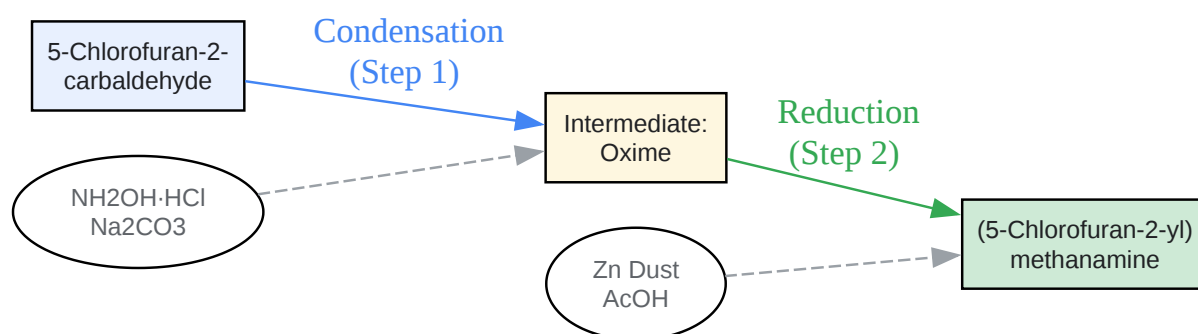 5-Chlorofuran-2-
carbaldehyde
Condensation
(Step 1)
NH2OH·HCl
Na2CO3
Intermediate:
Oxime
Reduction
(Step 2)
Zn Dust
AcOH
(5-Chlorofuran-2-yl)
methanamine